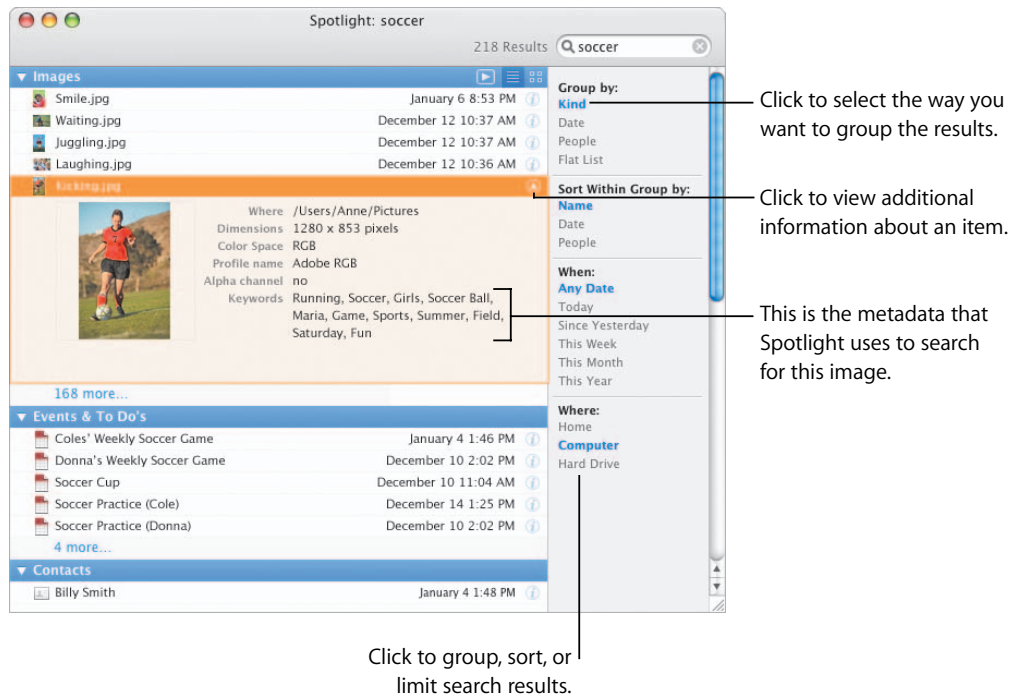 Spotlight: soccer
218 Results
soccer
Images
Smile.jpg January 6 8:53 PM
Waiting.jpg December 12 10:37 AM
Juggling.jpg December 12 10:37 AM
Laughing.jpg December 12 10:36 AM
Kicking.jpg
Where /Users/Anne/Pictures
Dimensions 1280 x 853 pixels
Color Space RGB
Profile name Adobe RGB
Alpha channel no
Keywords Running, Soccer, Girls, Soccer Ball,
Maria, Game, Sports, Summer, Field,
Saturday, Fun
168 more...
Events & To Do's
Coles' Weekly Soccer Game January 4 1:46 PM
Donna's Weekly Soccer Game December 10 2:02 PM
Soccer Cup December 10 11:04 AM
Soccer Practice (Cole) December 14 1:25 PM
Soccer Practice (Donna) December 10 2:02 PM
4 more...
Contacts
Billy Smith January 4 1:48 PM
Group by:
Kind
Date
People
Flat List
Sort Within Group by:
Name
Date
People
When:
Any Date
Today
Since Yesterday
This Week
This Month
This Year
Where:
Home
Computer
Hard Drive
Click to select the way you
want to group the results.
Click to view additional
information about an item.
This is the metadata that
Spotlight uses to search
for this image.
Click to group, sort, or
limit search results.